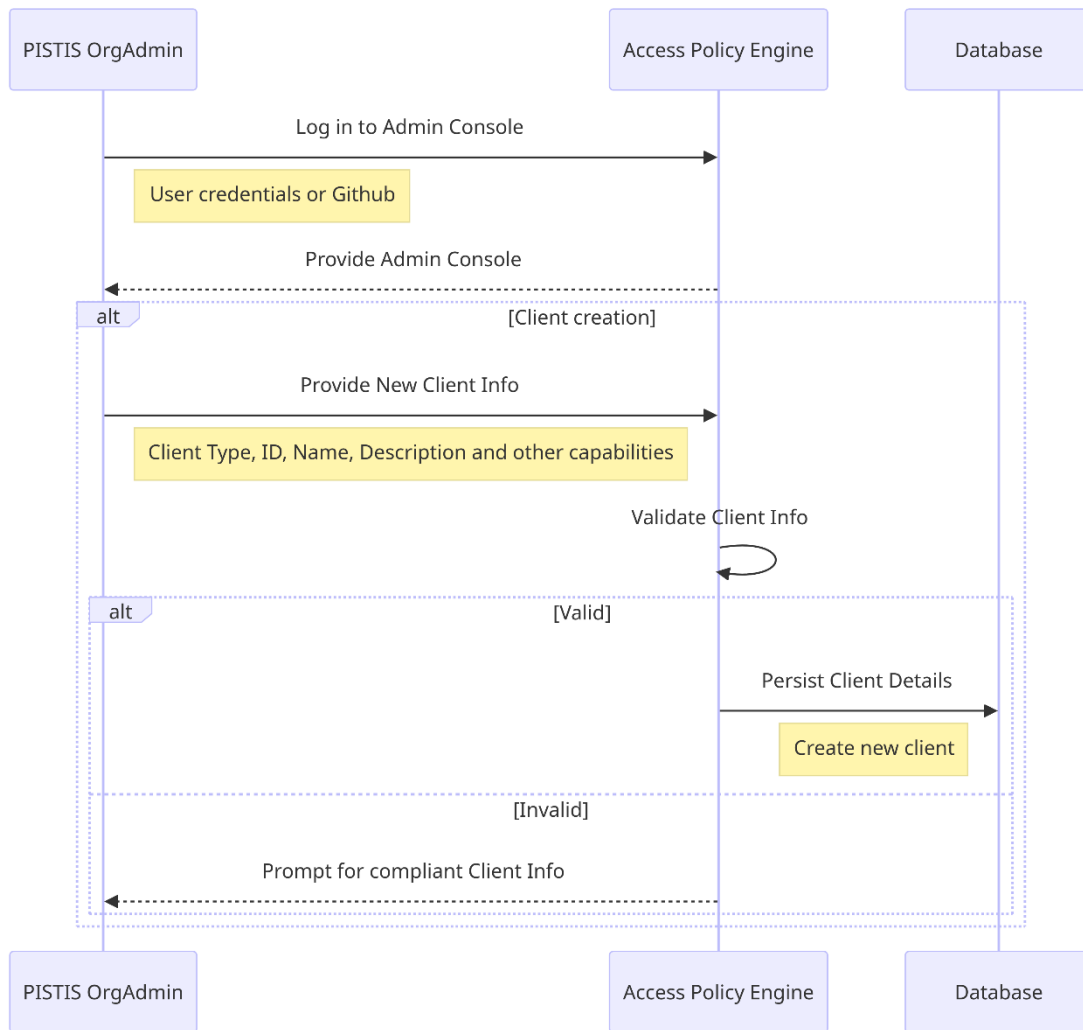 PISTIS OrgAdmin
Access Policy Engine
Database
Log in to Admin Console
User credentials or Github
Provide Admin Console
alt
[Client creation]
Provide New Client Info
Client Type, ID, Name, Description and other capabilities
Validate Client Info
alt
[Valid]
Persist Client Details
Create new client
[Invalid]
Prompt for compliant Client Info
PISTIS OrgAdmin
Access Policy Engine
Database